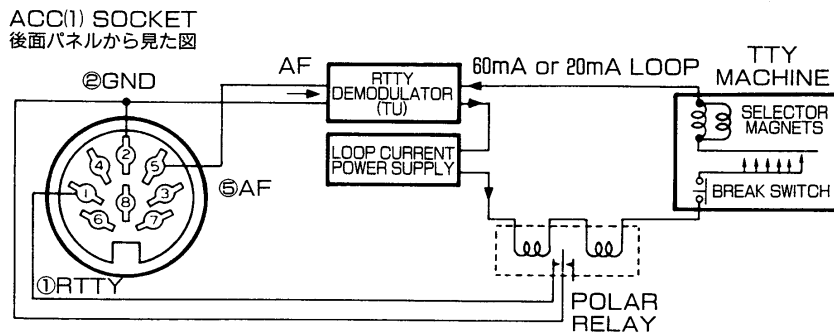 ACC(1) SOCKET
後面パネルから見た図
②GND
AF
RTTY
DEMODULATOR
(TU)
60mA or 20mA LOOP
TTY
MACHINE
SELECTOR
MAGNETS
LOOP CURRENT
POWER SUPPLY
BREAK SWITCH
2
4
5
1
8
3
6
7
⑤AF
①RTTY
POLAR
RELAY